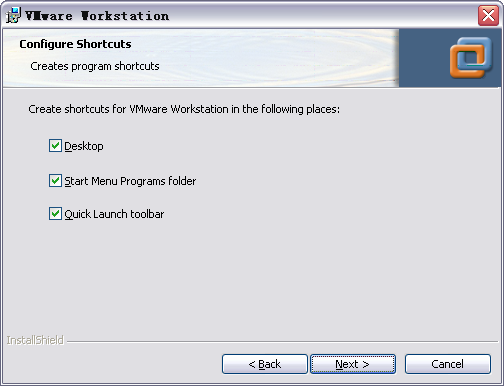 VMware Workstation
Configure Shortcuts
Creates program shortcuts
Create shortcuts for VMware Workstation in the following places:
Desktop
Start Menu Programs folder
Quick Launch toolbar
InstallShield
< Back
Next >
Cancel